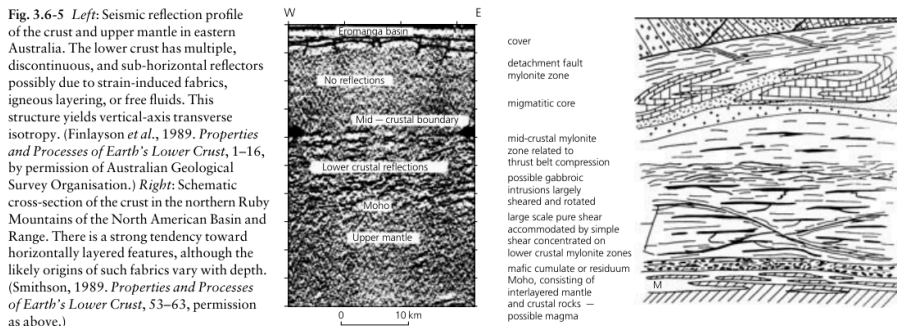 Fig. 3.6-5 Left: Seismic reflection profile
of the crust and upper mantle in eastern
Australia. The lower crust has multiple,
discontinuous, and sub-horizontal reflectors
possibly due to strain-induced fabrics,
igneous layering, or free fluids. This
structure yields vertical-axis transverse
isotropy. (Finlayson et al., 1989. Properties
and Processes of Earth's Lower Crust, 1–16,
by permission of Australian Geological
Survey Organisation.) Right: Schematic
cross-section of the crust in the northern Ruby
Mountains of the North American Basin and
Range. There is a strong tendency toward
horizontally layered features, although the
likely origins of such fabrics vary with depth.
(Smithson, 1989. Properties and Processes
of Earth's Lower Crust, 53–63, permission
as above.)
W
E
Eromanga basin
No reflections
Mid — crustal boundary
Lower crustal reflections
Moho
Upper mantle
0 10 km
cover
detachment fault
mylonite zone
migmatitic core
mid-crustal mylonite
zone related to
thrust belt compression
possible gabbroic
intrusions largely
sheared and rotated
large scale pure shear
accommodated by simple
shear concentrated on
lower crustal mylonite zones
mafic cumulate or residuum
Moho, consisting of
interlayered mantle
and crustal rocks —
possible magma
M